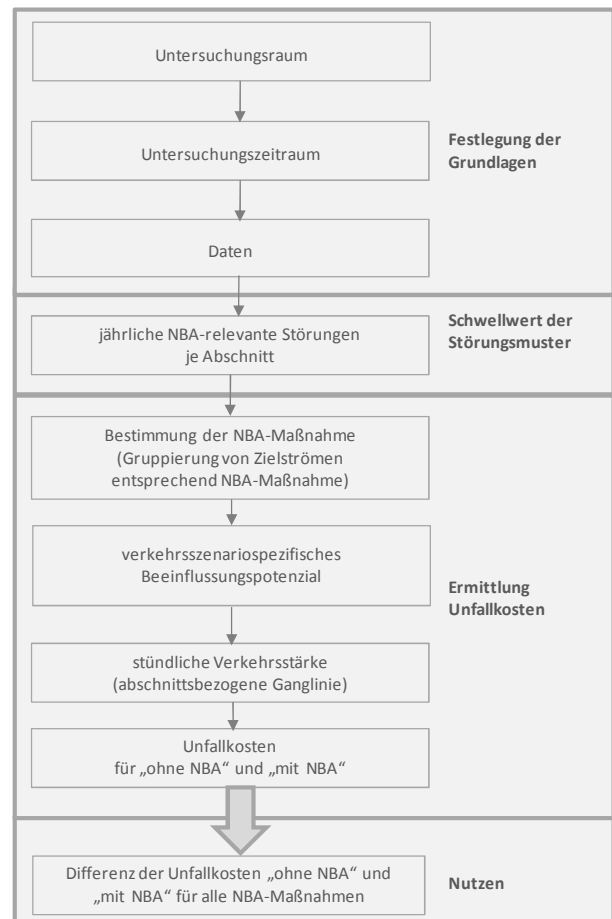 Untersuchungsraum
Untersuchungszeitraum
Festlegung der
Grundlagen
Daten
Schwellwert der
Störungsmuster
jährliche NBA-relevante Störungen
je Abschnitt
Bestimmung der NBA-Maßnahme
(Gruppierung von Zielströmen
entsprechend NBA-Maßnahme)
verkehrsszenariospezifisches
Beeinflussungspotenzial
Ermittlung
Unfallkosten
stündliche Verkehrsstärke
(abschnittsbezogene Ganglinie)
Unfallkosten
für „ohne NBA“ und „mit NBA“
Differenz der Unfallkosten „ohne NBA“ und
„mit NBA“ für alle NBA-Maßnahmen
Nutzen